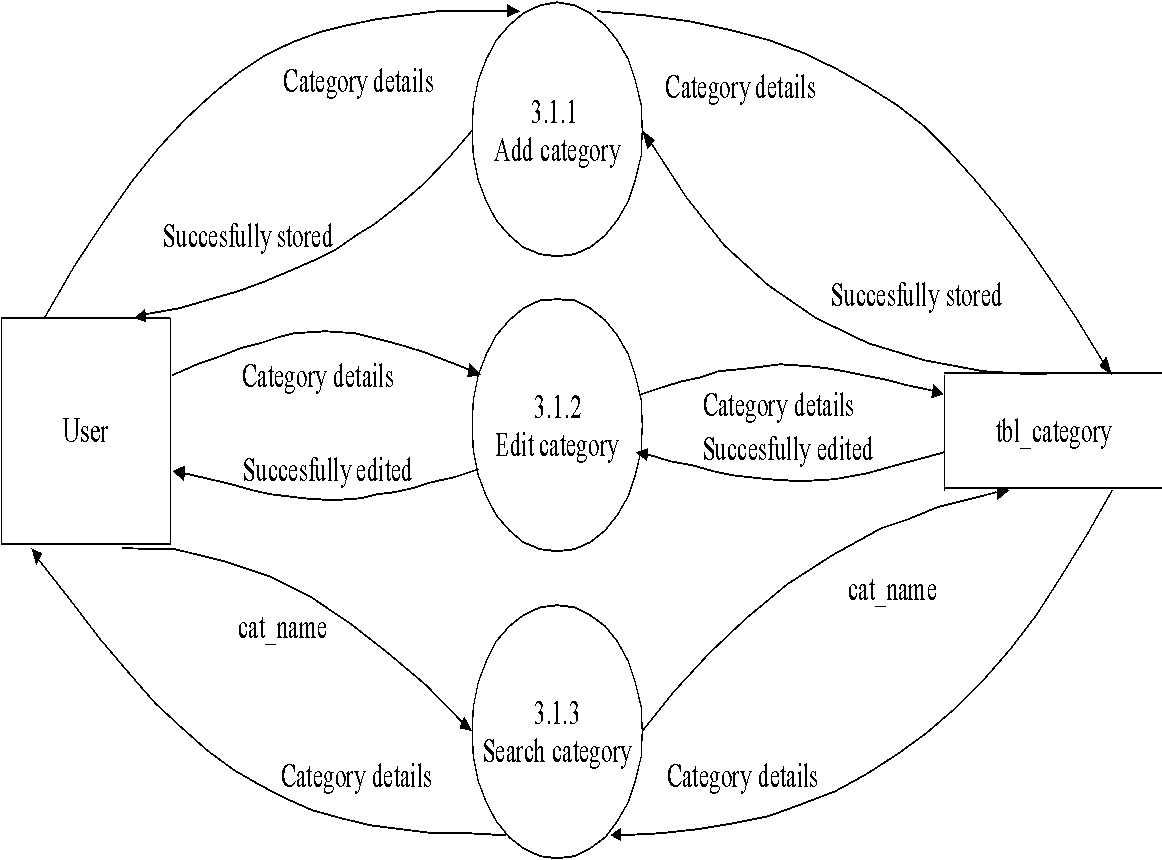 Category details
Category details
3.1.1
Add category
Succesfully stored
Succesfully stored
Category details
Category details
3.1.2
Edit category
User
tbl_category
Succesfully edited
Succesfully edited
cat_name
cat_name
3.1.3
Search category
Category details
Category details